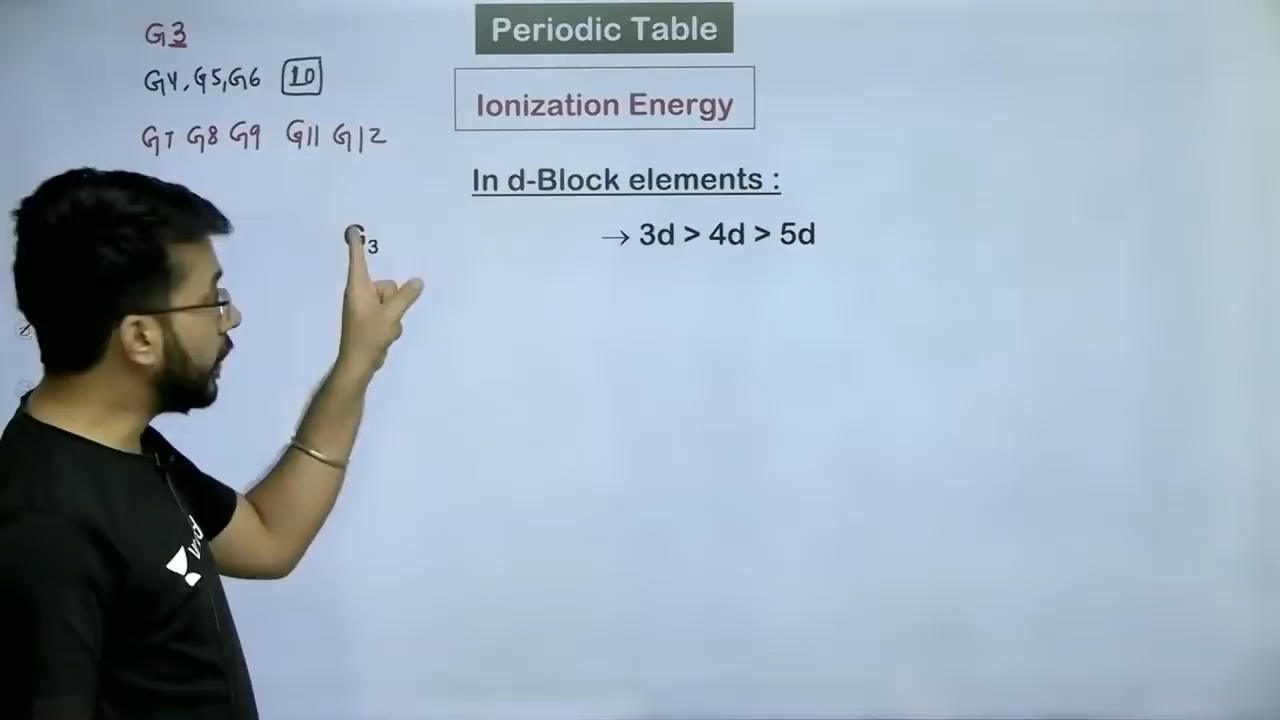 G3
G4, G5, G6 10
G7 G8 G9 G11 G12
Periodic Table
Ionization Energy
In d-Block elements :
G3
→ 3d > 4d > 5d